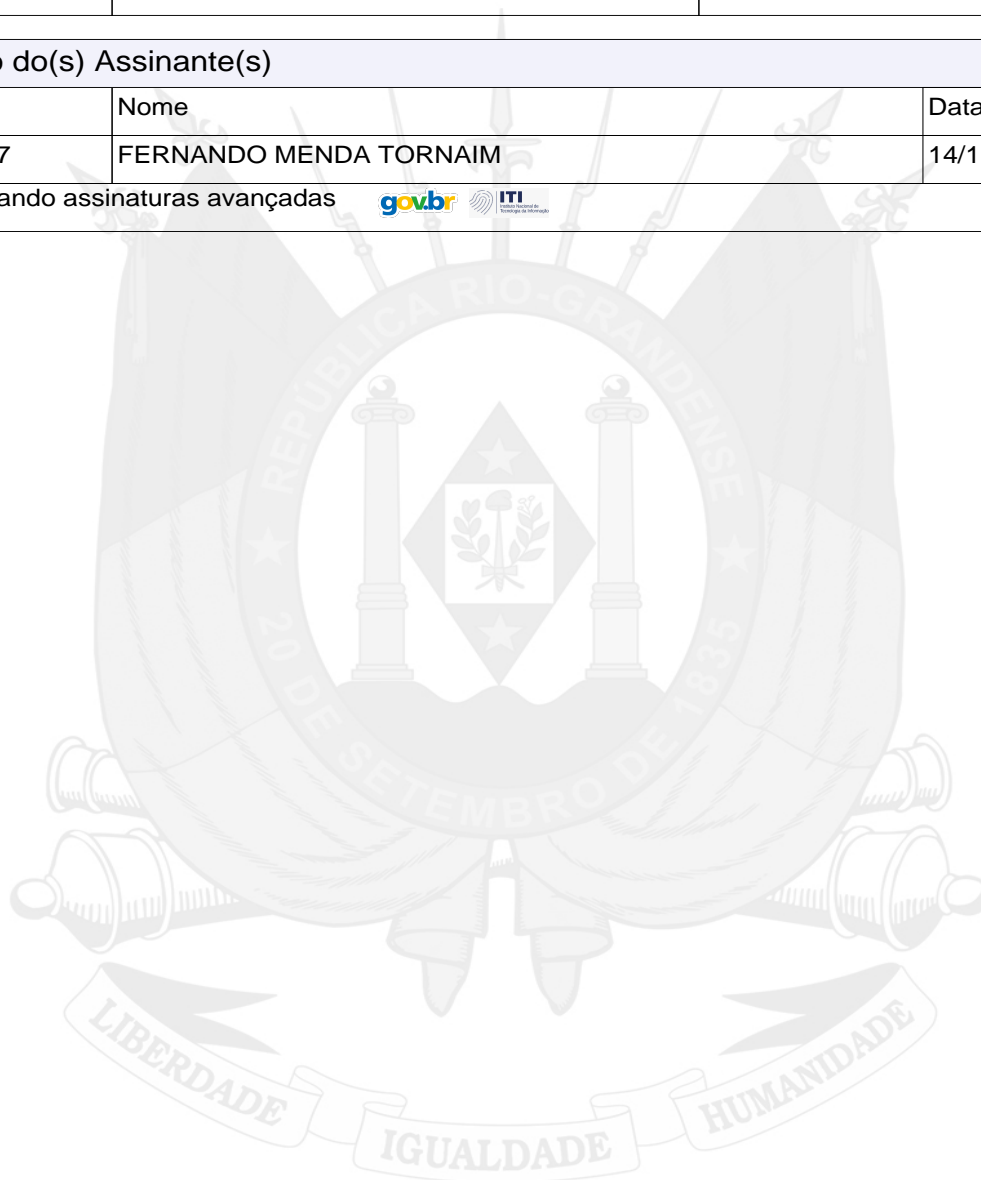 o do(s) Assinante(s)
Nome Data
7 FERNANDO MENDA TORNAIM 14/1
ando assinaturas avançadas gov.br ITI
REPÚBLICA RIO-GRANDENSE
20 DE SETEMBRO DE 1835
LIBERDADE IGUALDADE HUMANIDADE